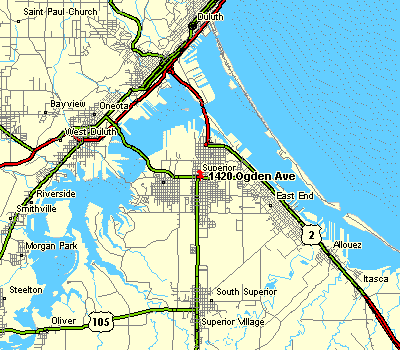 Saint Paul Church
Duluth
Bayview
Oneota
West Duluth
Superior
1420 Ogden Ave
Riverside
Smithville
East End
2
Morgan Park
Allouez
Itasca
Steelton
South Superior
Oliver
105
Superior Village